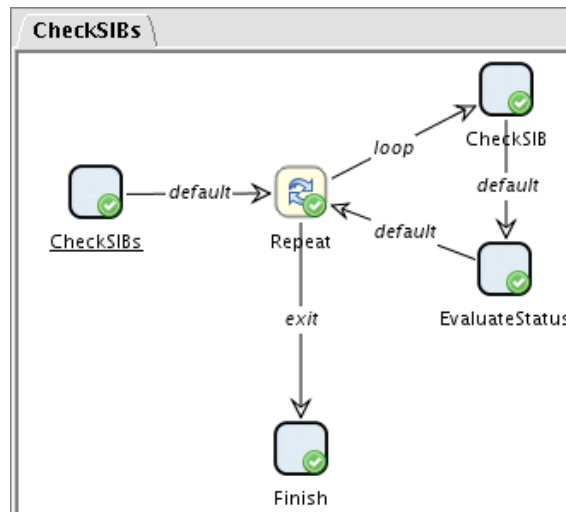 CheckSIBs
loop
CheckSIB
default
default
CheckSIBs
default
Repeat
exit
EvaluateStatus
Finish